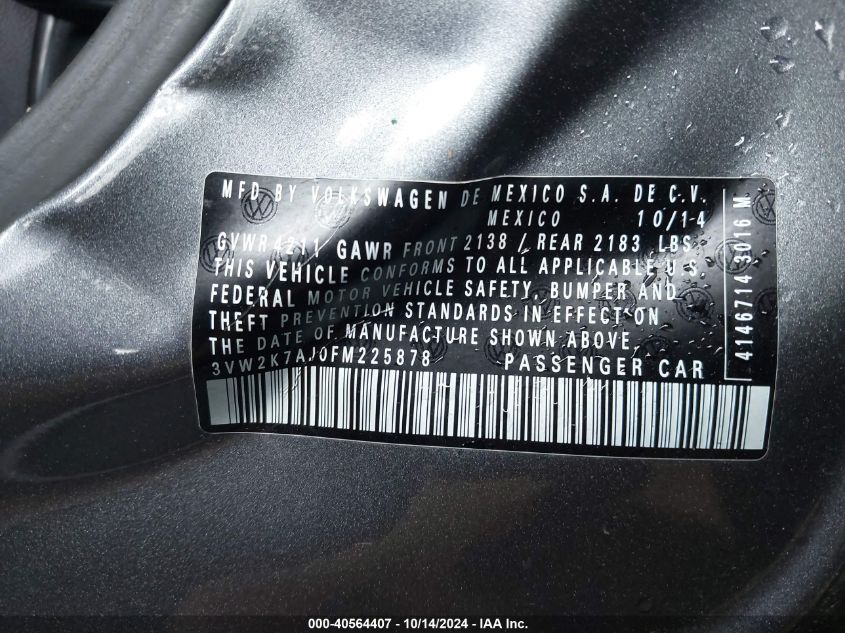 MFD BY VOLKSWAGEN DE MEXICO S.A. DE C.V.
MEXICO 10/14
GVWR 4211 GAWR FRONT 2138 / REAR 2183 LBS
THIS VEHICLE CONFORMS TO ALL APPLICABLE U S
FEDERAL MOTOR VEHICLE SAFETY, BUMPER AND
THEFT PREVENTION STANDARDS IN EFFECT ON
THE DATE OF MANUFACTURE SHOWN ABOVE.
3VW2K7AJ0FM225878 PASSENGER CAR
4146714 3016 M
000-40564407 - 10/14/2024 - IAA Inc.